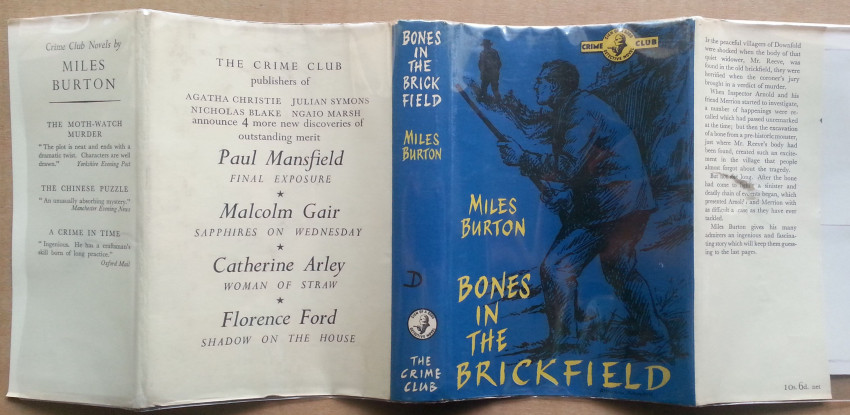 Crime Club Novels by
MILES
BURTON
THE MOTH-WATCH
MURDER
"The plot is neat and ends with a
dramatic twist. Characters are well
drawn." Yorkshire Evening Post
THE CHINESE PUZZLE
"An unusually absorbing mystery."
Manchester Evening News
A CRIME IN TIME
"Ingenious. He has a craftsman's
skill born of long practice."
Oxford Mail
THE CRIME CLUB
publishers of
AGATHA CHRISTIE JULIAN SYMONS
NICHOLAS BLAKE NGAIO MARSH
announce 4 more new discoveries of
outstanding merit
Paul Mansfield
FINAL EXPOSURE
★
Malcolm Gair
SAPPHIRES ON WEDNESDAY
★
Catherine Arley
WOMAN OF STRAW
★
Florence Ford
SHADOW ON THE HOUSE
BONES
IN
THE
BRICK
FIELD
MILES
BURTON
D
THE
CRIME
CLUB
CRIME CLUB
MILES
BURTON
BONES
IN
THE
BRICKFIELD
If the peaceful villagers of Downfold
were shocked when the body of that
quiet widower, Mr. Reeve, was
found in the old brickfield, they were
horrified when the coroner's jury
brought in a verdict of murder.
When Inspector Arnold and his
friend Merrion started to investigate,
a number of happenings were re-
called which had passed unremarked
at the time; but then the excavation
of a bone from a pre-historic monster,
just where Mr. Reeve's body had
been found, created such an excite-
ment in the village that people
almost forgot about the tragedy.
But not for long. After the bone
had gone to a sinister and
deadly chain of events began, which
presented Arnold and Merrion with
as difficult a case as they have ever
tackled.
Miles Burton gives his many
admirers an ingenious and fascina-
ting story which will keep them guess-
ing to the last page.
10s. 6d. net